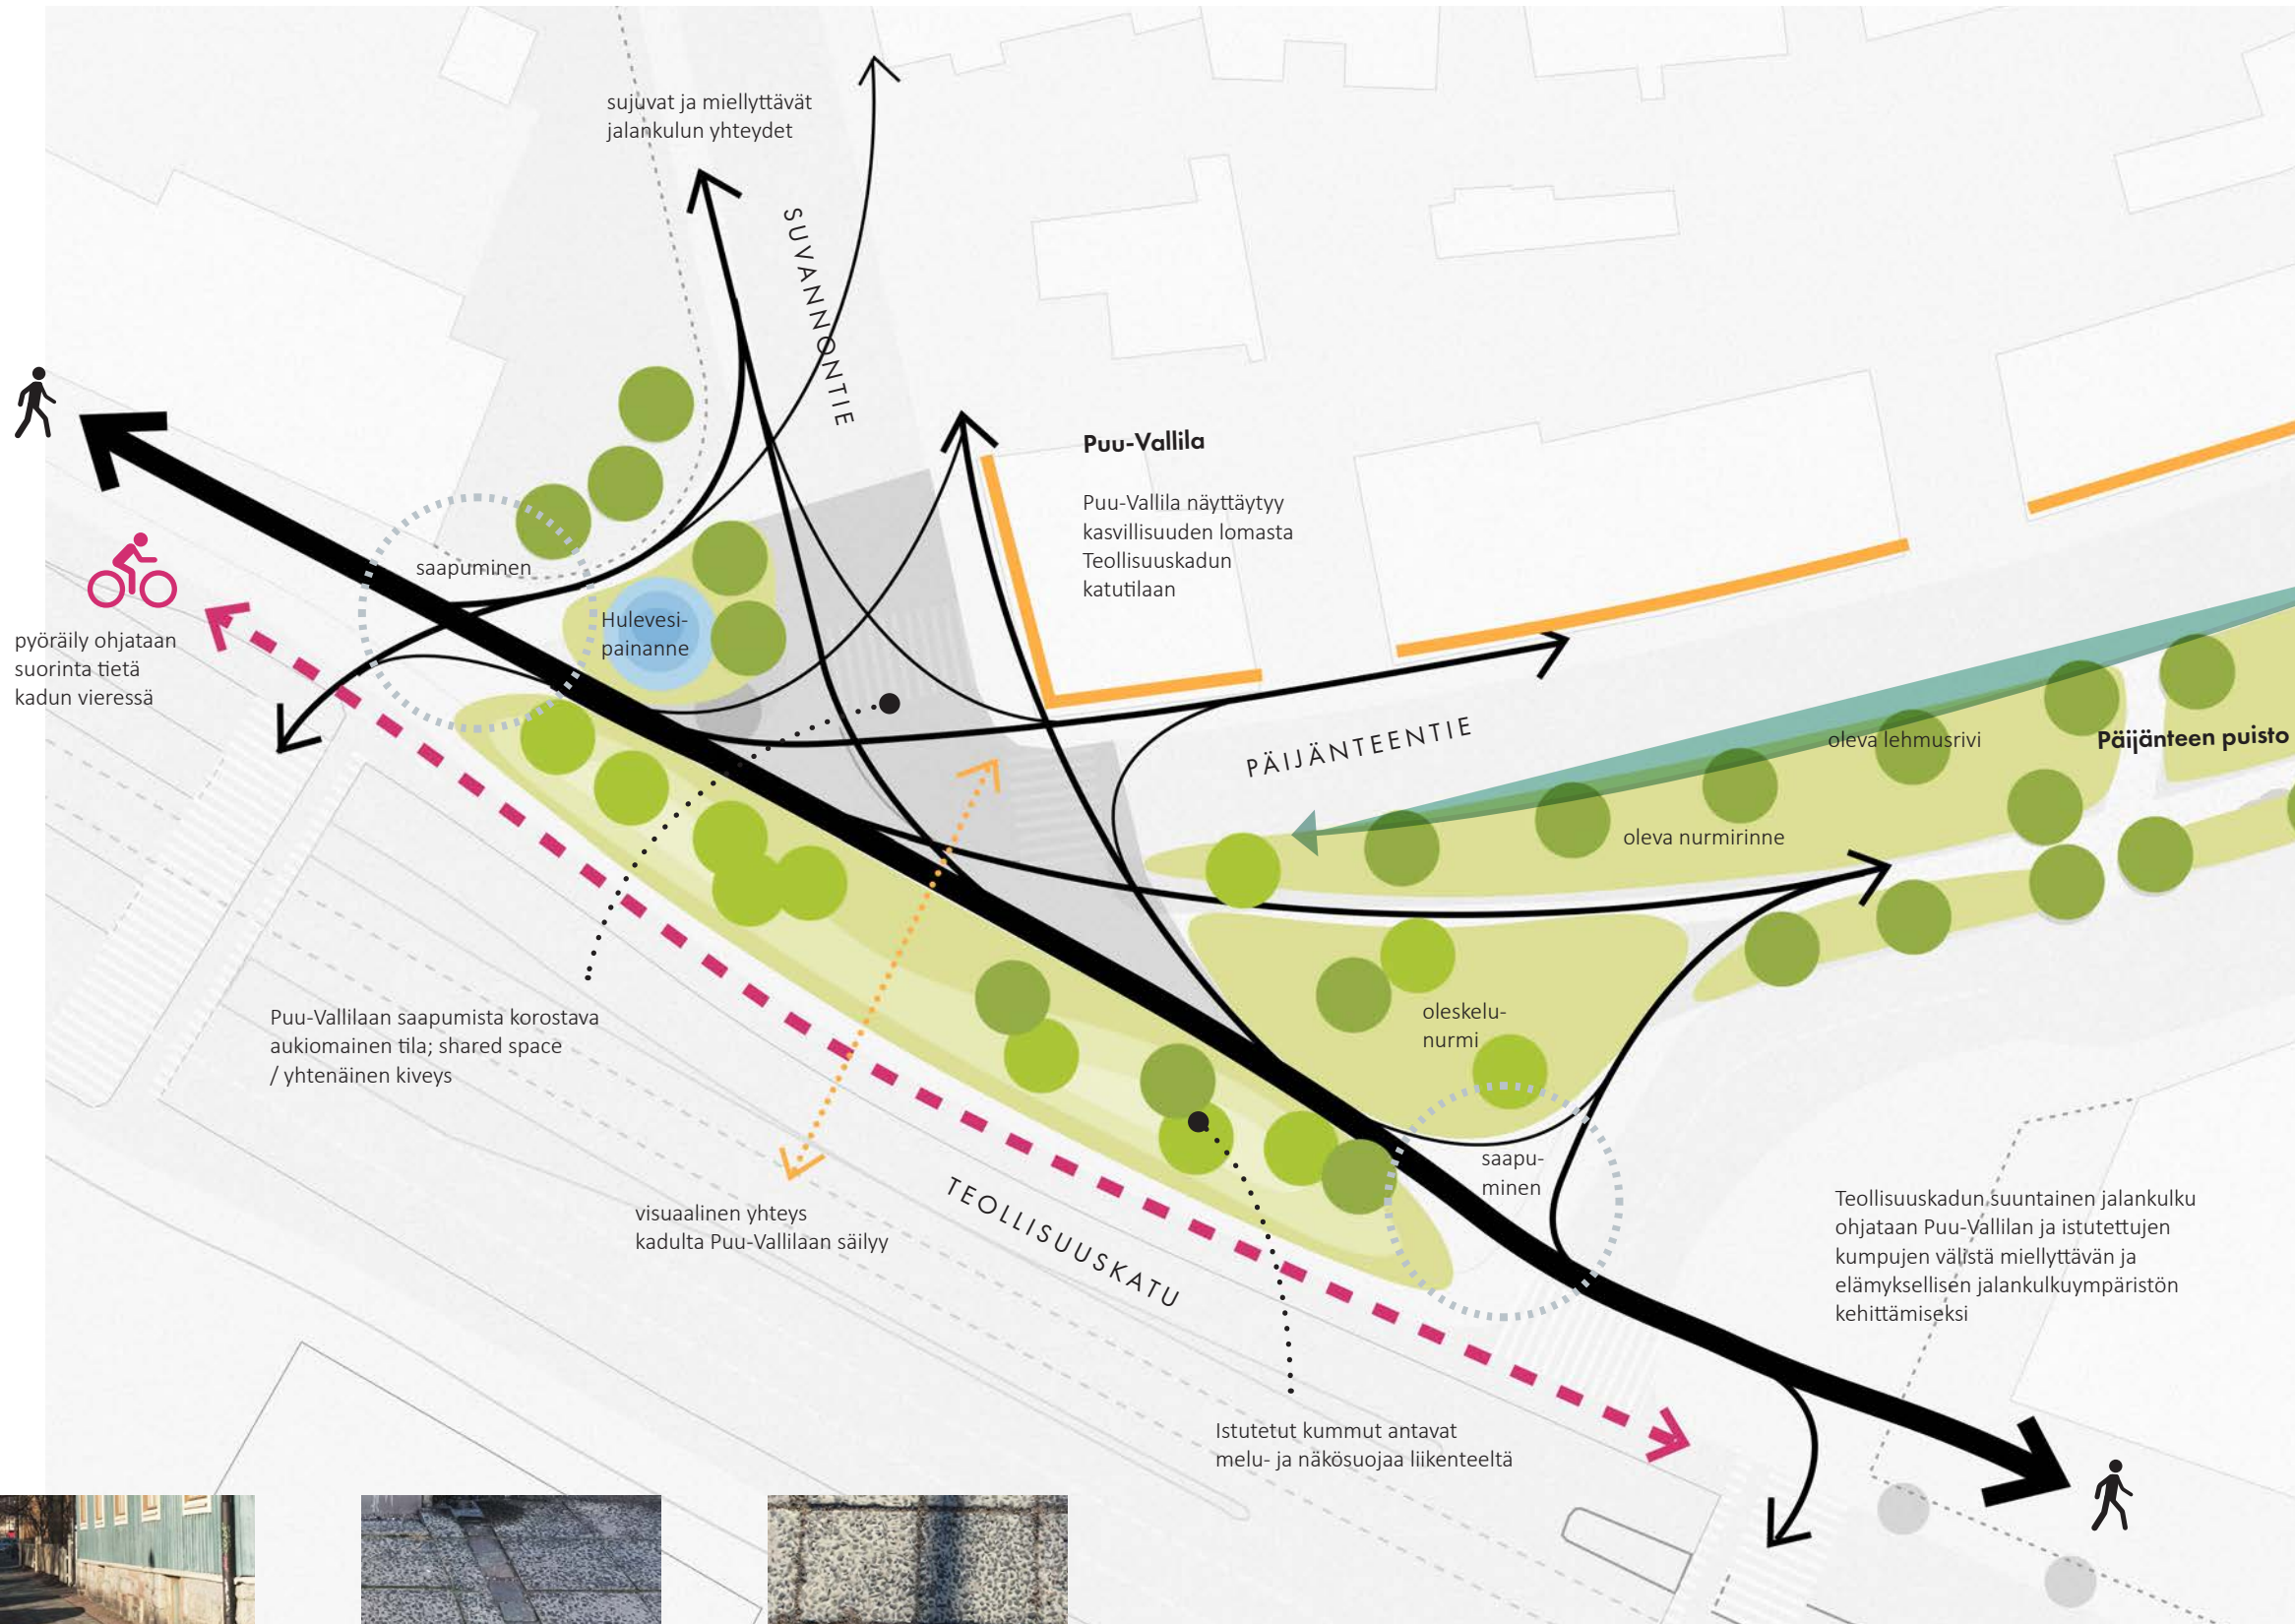 sujuvat ja miellyttävät
jalankulun yhteydet
SUVANNONTIE
Puu-Vallila
Puu-Vallila näyttäytyy
kasvillisuuden lomasta
Teollisuuskadun
katutilaan
saapuminen
Hulevesi-
painanne
pyöräily ohjataan
suorinta tietä
kadun vieressä
PÄIJÄNTEENTIE
oleva lehmusrivi
Päijänteen puisto
oleva nurmirinne
oleskelu-
nurmi
Puu-Vallilaan saapumista korostava
aukiomainen tila; shared space
/ yhtenäinen kiveys
saapu-
minen
visuaalinen yhteys
kadulta Puu-Vallilaan säilyy
TEOLLISUUSKATU
Teollisuuskadun suuntainen jalankulku
ohjataan Puu-Vallilan ja istutettujen
kumpujen välistä miellyttävän ja
elämyksellisen jalankulkuympäristön
kehittämiseksi
Istutetut kummut antavat
melu- ja näkösuojaa liikenteeltä